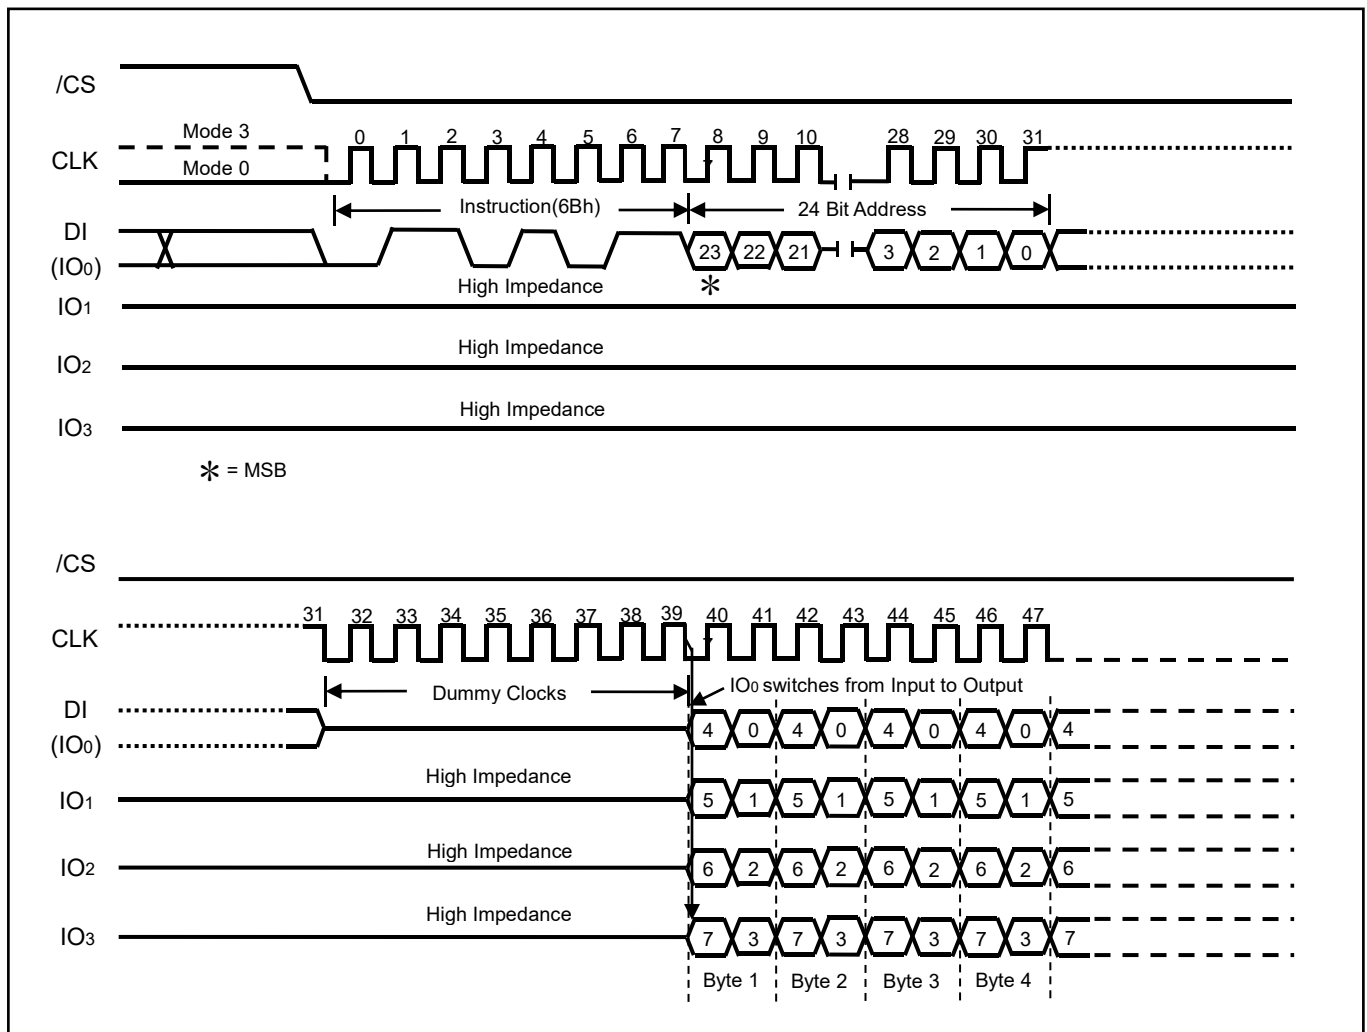 /CS
Mode 3
CLK
Mode 0
0 1 2 3 4 5 6 7 8 9 10 28 29 30 31
7
Instruction(6Bh)
24 Bit Address
DI
(IO0)
23 22 21 3 2 1 0
High Impedance
*
IO1
High Impedance
IO2
High Impedance
IO3
* = MSB
/CS
31 32 33 34 35 36 37 38 39 40 41 42 43 44 45 46 47
CLK
7
Dummy Clocks
IO0 switches from Input to Output
DI
(IO0)
4 0 4 0 4 0 4 0 4
High Impedance
IO1
5 1 5 1 5 1 5 1 5
High Impedance
IO2
6 2 6 2 6 2 6 2 6
High Impedance
IO3
7 3 7 3 7 3 7 3 7
Byte 1 Byte 2 Byte 3 Byte 4